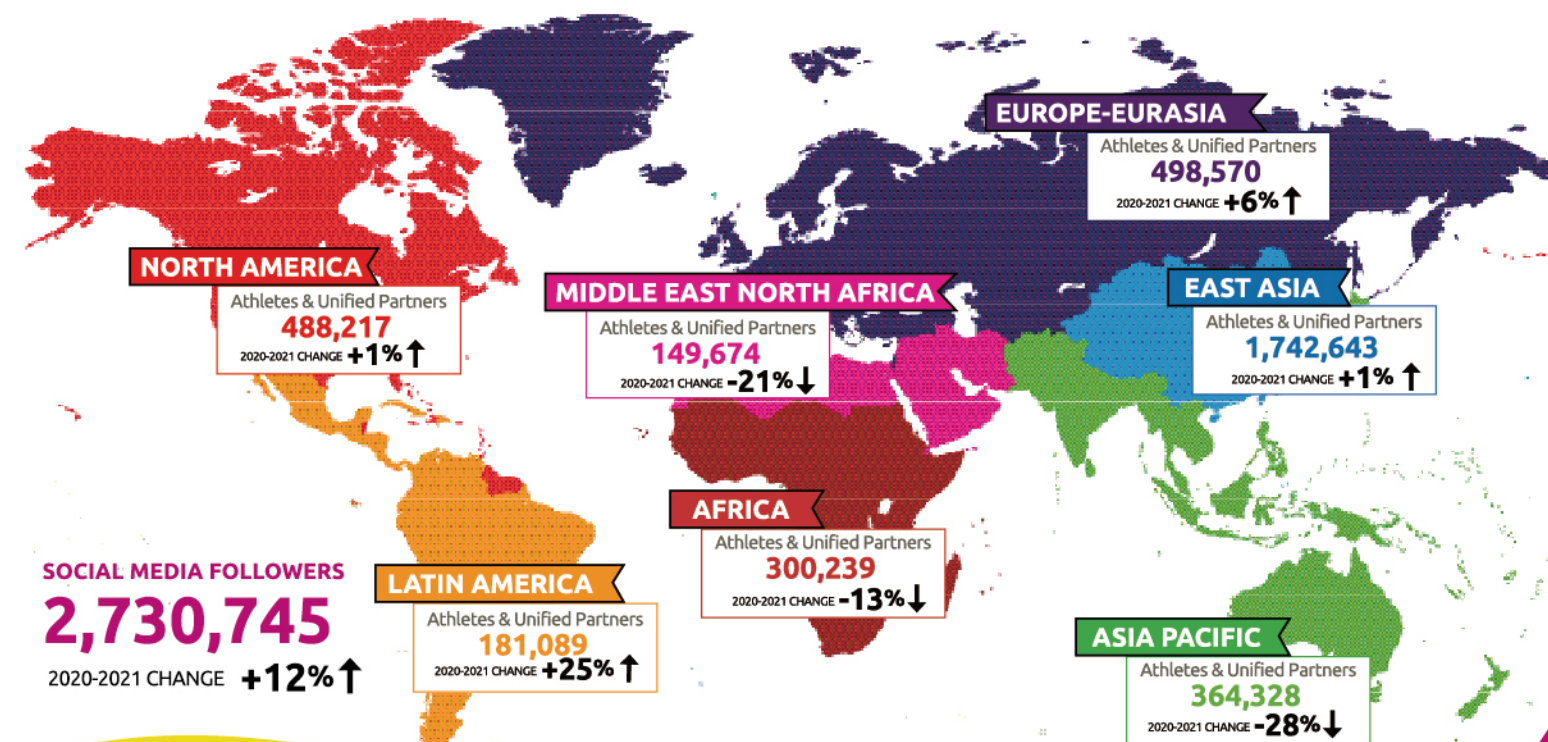 EUROPE-EURASIA
Athletes & Unified Partners
498,570
2020-2021 CHANGE +6%
NORTH AMERICA
Athletes & Unified Partners
488,217
2020-2021 CHANGE +1%
MIDDLE EAST NORTH AFRICA
Athletes & Unified Partners
149,674
2020-2021 CHANGE -21%
EAST ASIA
Athletes & Unified Partners
1,742,643
2020-2021 CHANGE +1%
AFRICA
Athletes & Unified Partners
300,239
2020-2021 CHANGE -13%
SOCIAL MEDIA FOLLOWERS
2,730,745
2020-2021 CHANGE +12%
LATIN AMERICA
Athletes & Unified Partners
181,089
2020-2021 CHANGE +25%
ASIA PACIFIC
Athletes & Unified Partners
364,328
2020-2021 CHANGE -28%